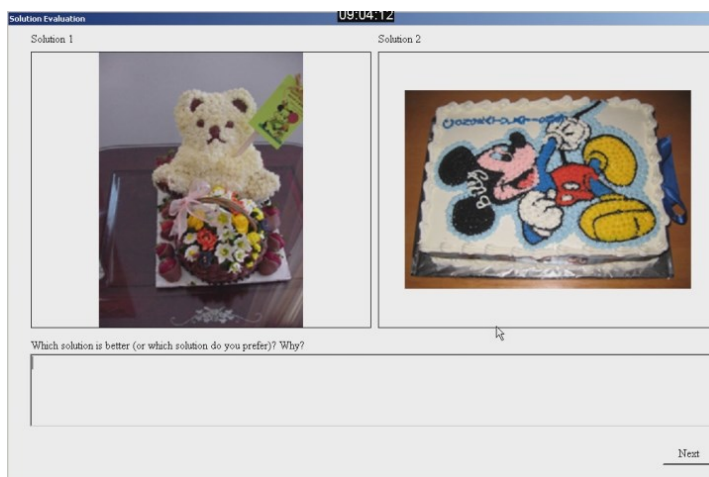 Solution Evaluation
09:04:12
Solution 1
Solution 2
Which solution is better (or which solution do you prefer)? Why?
Next